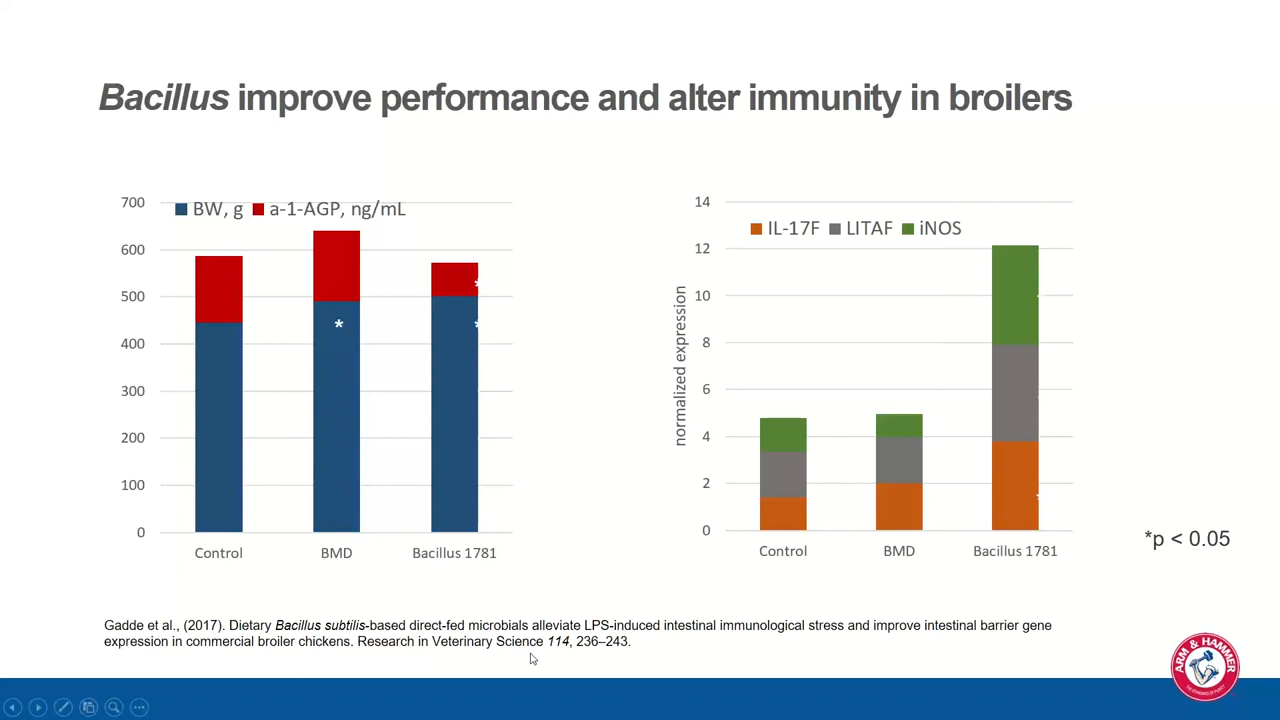 Bacillus improve performance and alter immunity in broilers
700
600
500
400
300
200
100
0
BW, g
a-1-AGP, ng/mL
*
*
*
Control
BMD
Bacillus 1781
normalized expression
14
12
10
8
6
4
2
0
IL-17F
LITAF
iNOS
*
Control
BMD
Bacillus 1781
*p < 0.05
Gadde et al., (2017). Dietary Bacillus subtilis-based direct-fed microbials alleviate LPS-induced intestinal immunological stress and improve intestinal barrier gene
expression in commercial broiler chickens. Research in Veterinary Science 114, 236–243.
ARM & HAMMER
THE STANDARD OF PURITY